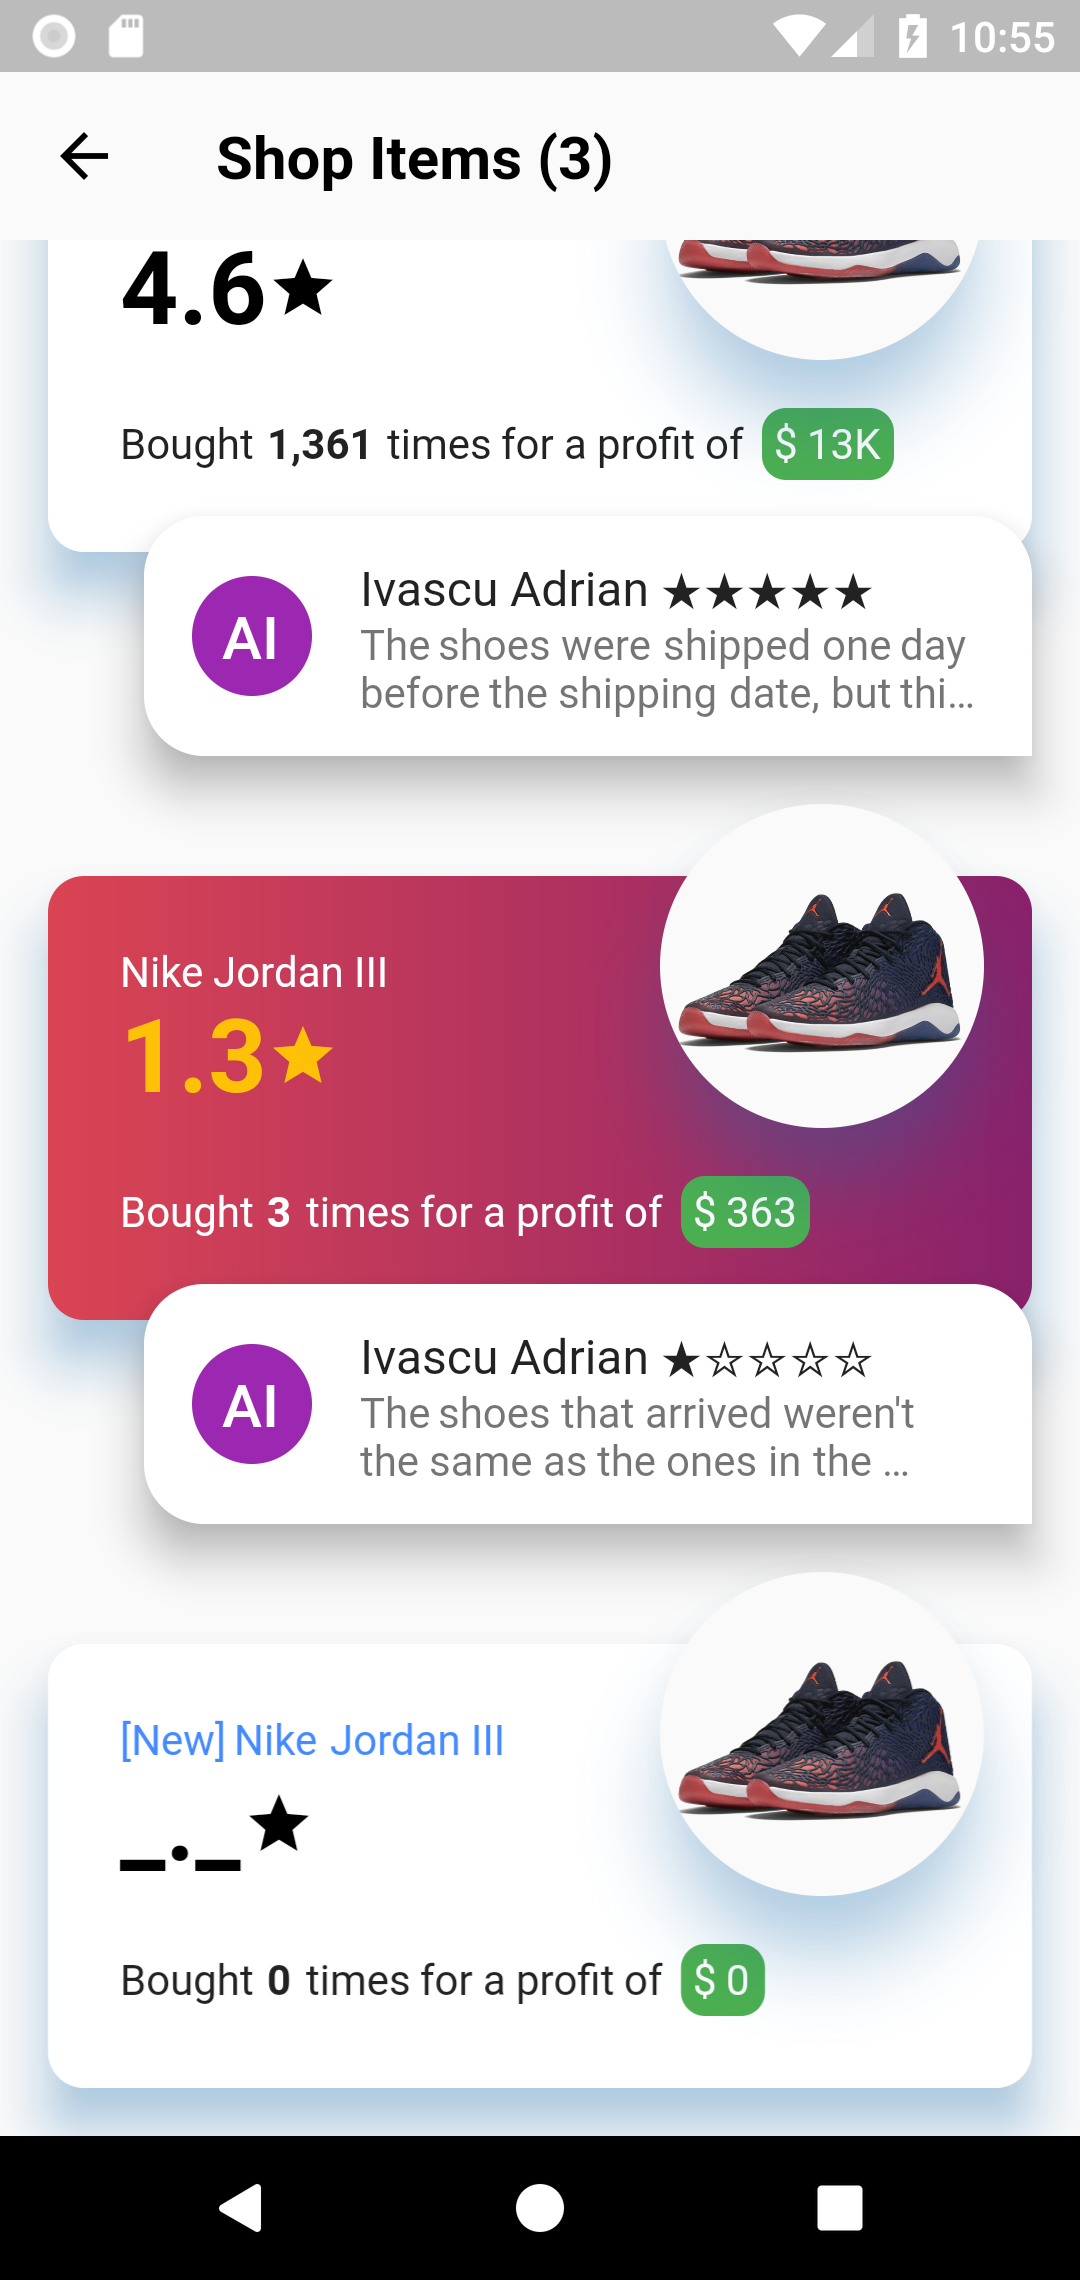 10:55
Shop Items (3)
4.6★
Bought 1,361 times for a profit of $ 13K
AI
Ivascu Adrian ★★★★★
The shoes were shipped one day
before the shipping date, but thi...
Nike Jordan III
1.3★
Bought 3 times for a profit of $ 363
AI
Ivascu Adrian ★☆☆☆☆
The shoes that arrived weren't
the same as the ones in the ...
[New] Nike Jordan III
_._★
Bought 0 times for a profit of $ 0